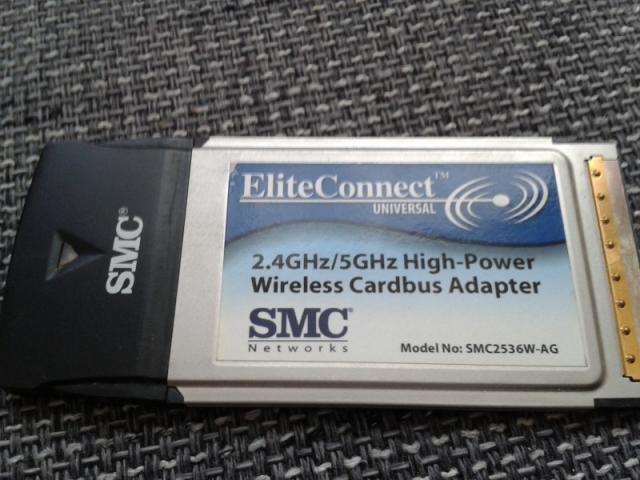 SMC®
EliteConnect™
UNIVERSAL
2.4GHz/5GHz High-Power
Wireless Cardbus Adapter
SMC®
Networks
Model No: SMC2536W-AG